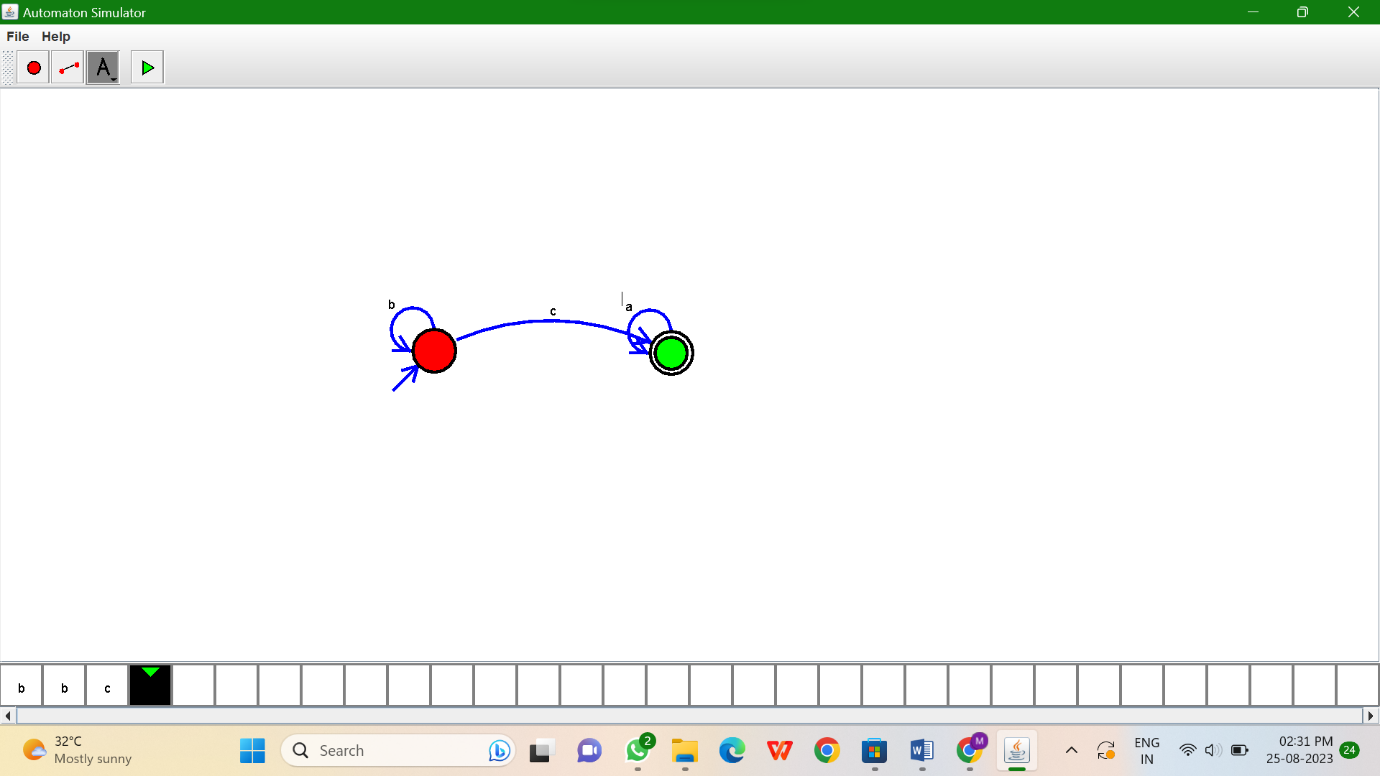 Automaton Simulator
File Help
A
b
c
a
b b c
32°C
Mostly sunny
Search
2
M
ENG
IN
02:31 PM
25-08-2023
24